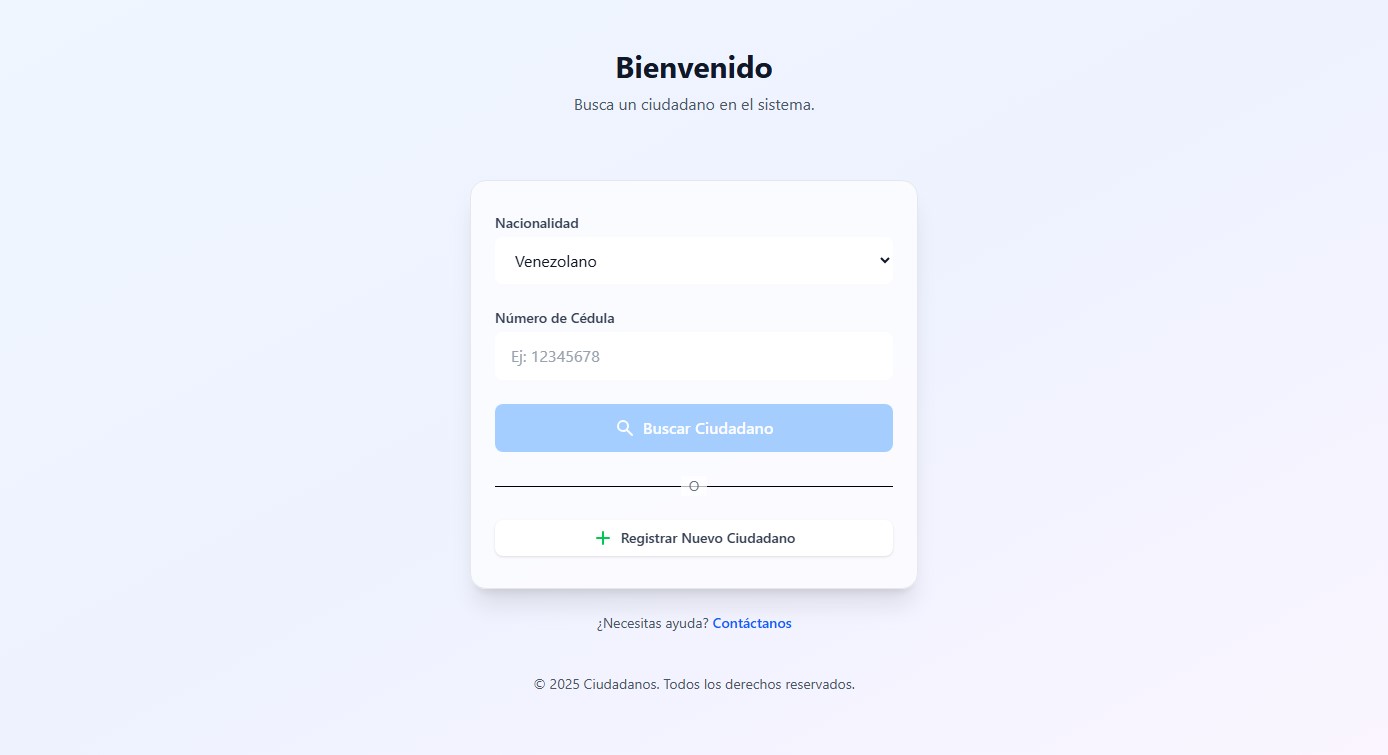 Bienvenido
Busca un ciudadano en el sistema.
Nacionalidad
Venezolano
Número de Cédula
Ej: 12345678
Buscar Ciudadano
O
Registrar Nuevo Ciudadano
¿Necesitas ayuda? Contáctanos
© 2025 Ciudadanos. Todos los derechos reservados.